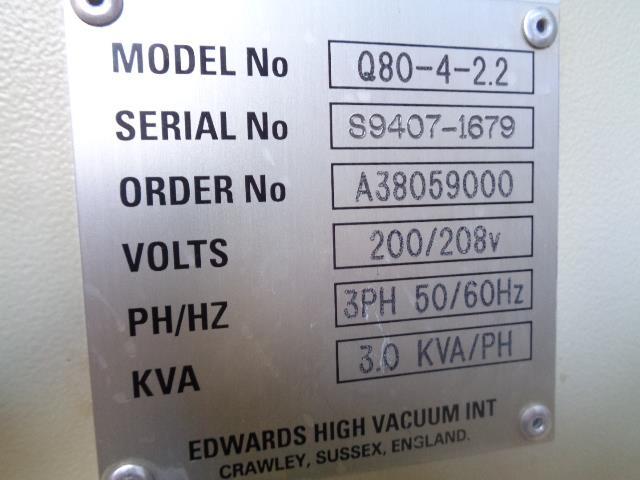 MODEL No Q80-4-2.2
SERIAL No S9407-1679
ORDER No A38059000
VOLTS 200/208v
PH/HZ 3PH 50/60Hz
KVA 3.0 KVA/PH
EDWARDS HIGH VACUUM INT
CRAWLEY, SUSSEX, ENGLAND.